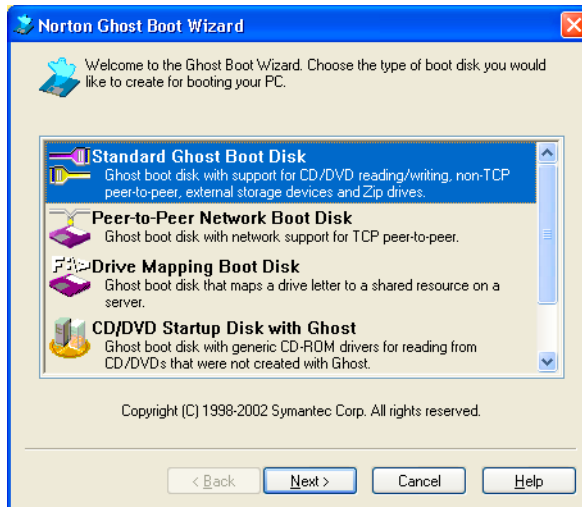 Norton Ghost Boot Wizard
Welcome to the Ghost Boot Wizard. Choose the type of boot disk you would
like to create for booting your PC.
Standard Ghost Boot Disk
Ghost boot disk with support for CD/DVD reading/writing, non-TCP
peer-to-peer, external storage devices and Zip drives.
Peer-to-Peer Network Boot Disk
Ghost boot disk with network support for TCP peer-to-peer.
F:> Drive Mapping Boot Disk
Ghost boot disk that maps a drive letter to a shared resource on a
server.
CD/DVD Startup Disk with Ghost
Ghost boot disk with generic CD-ROM drivers for reading from
CD/DVDs that were not created with Ghost.
Copyright (C) 1998-2002 Symantec Corp. All rights reserved.
< Back Next > Cancel Help